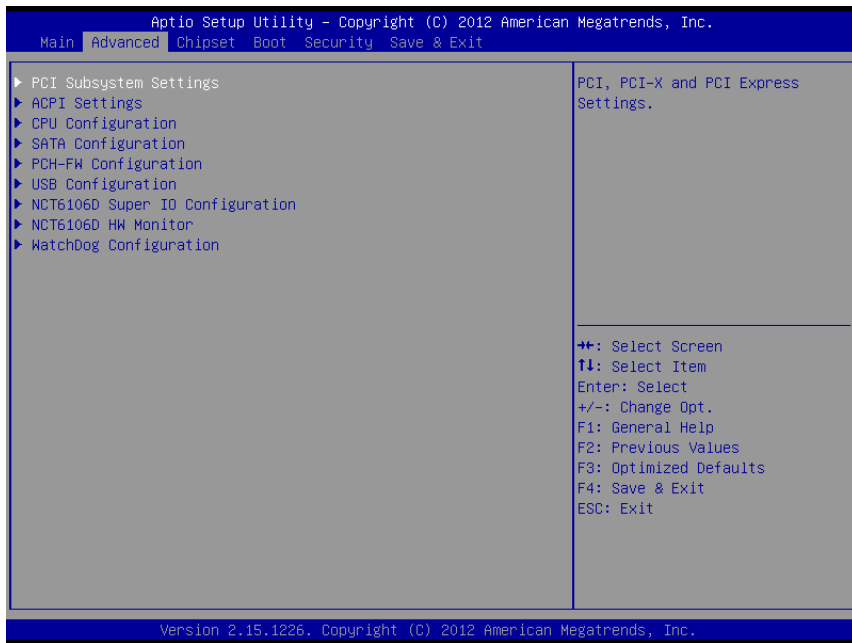 Aptio Setup Utility – Copyright (C) 2012 American Megatrends, Inc.
Main Advanced Chipset Boot Security Save & Exit
▶ PCI Subsystem Settings
▶ ACPI Settings
▶ CPU Configuration
▶ SATA Configuration
▶ PCH-FW Configuration
▶ USB Configuration
▶ NCT6106D Super IO Configuration
▶ NCT6106D HW Monitor
▶ WatchDog Configuration
PCI, PCI-X and PCI Express
Settings.
→←: Select Screen
↑↓: Select Item
Enter: Select
+/-: Change Opt.
F1: General Help
F2: Previous Values
F3: Optimized Defaults
F4: Save & Exit
ESC: Exit
Version 2.15.1226. Copyright (C) 2012 American Megatrends, Inc.